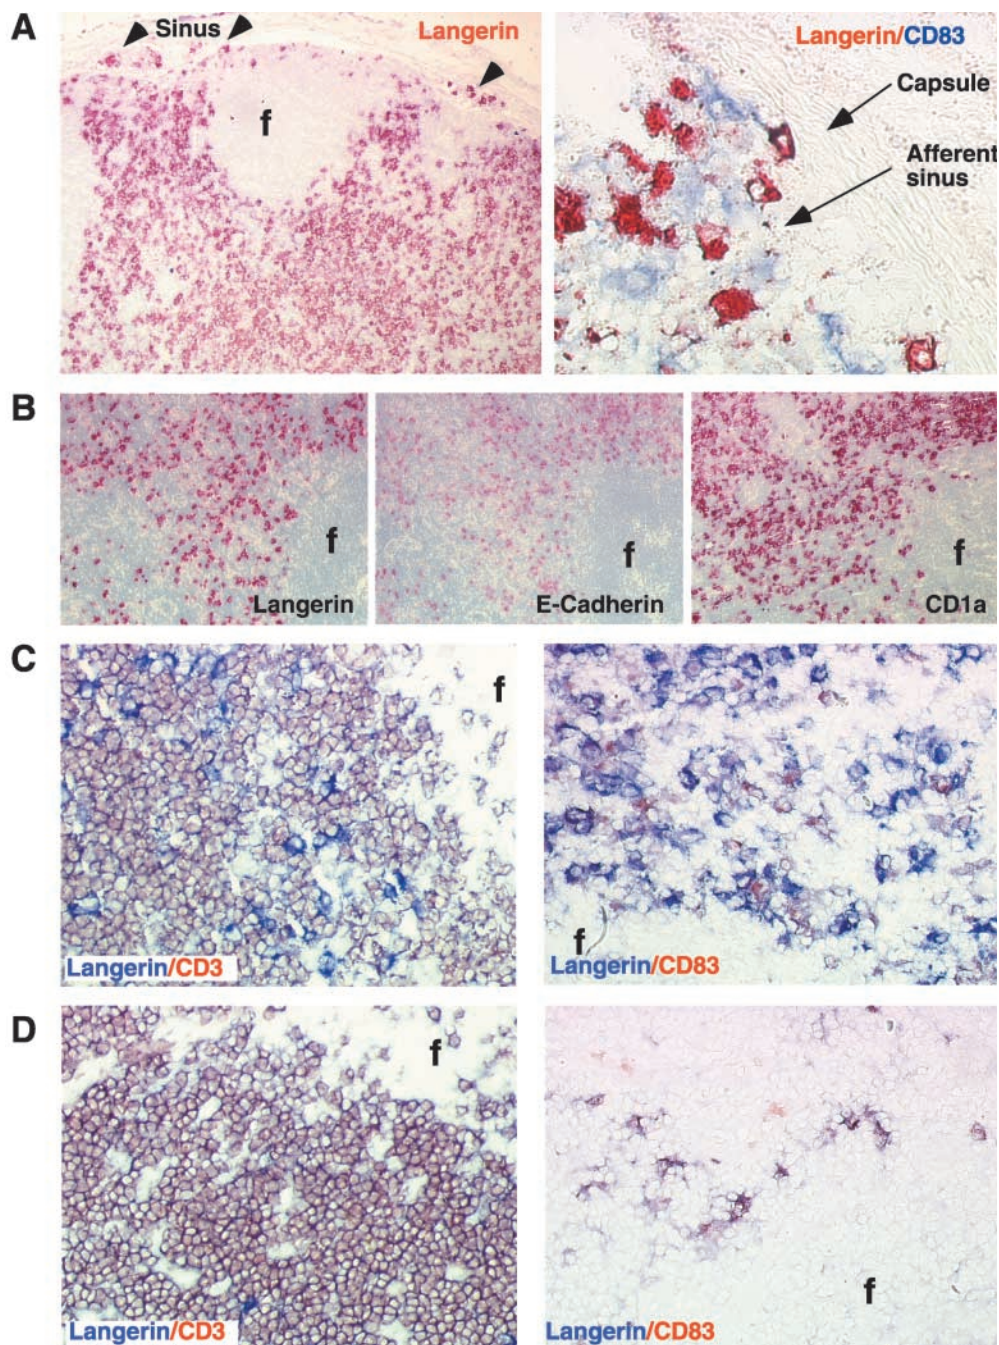 A
Sinus
Langerin
f
Langerin/CD83
Capsule
Afferent
sinus
B
f
Langerin
f
E-Cadherin
f
CD1a
C
f
Langerin/CD3
f
Langerin/CD83
D
f
Langerin/CD3
f
Langerin/CD83